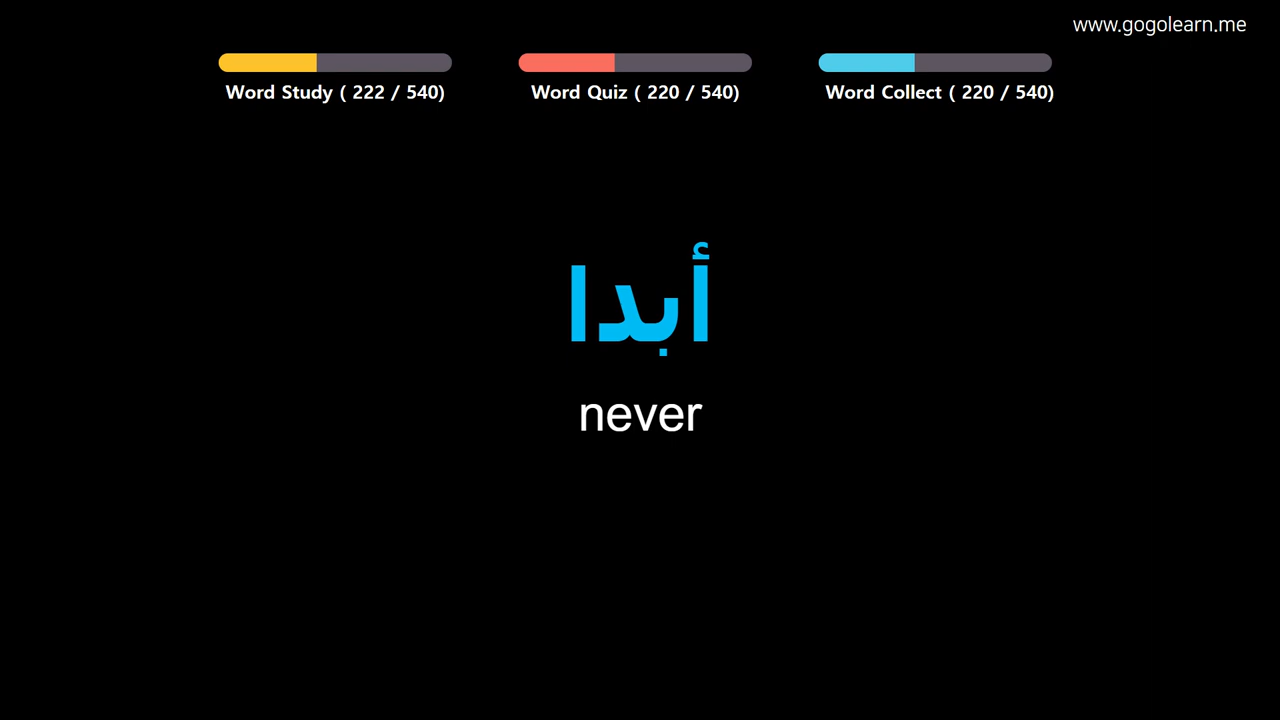 www.gogolearn.me
Word Study ( 222 / 540)
Word Quiz ( 220 / 540)
Word Collect ( 220 / 540)
أبدا
never